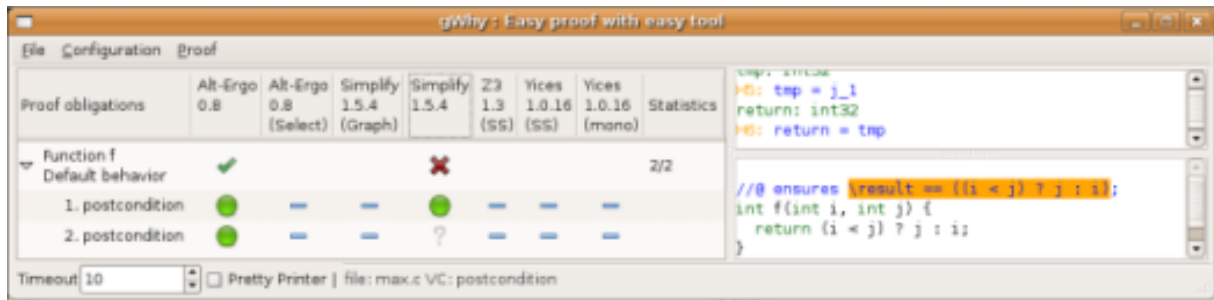 gWhy : Easy proof with easy tool
File Configuration Proof
Proof obligations
Alt-Ergo 0.8
Alt-Ergo 0.8 (Select)
Simplify 1.5.4 (Graph)
Simplify 1.5.4
Z3 1.3 (SS)
Yices 1.0.16 (SS)
Yices 1.0.16 (mono)
Statistics
Function f
Default behavior
2/2
1. postcondition
2. postcondition
?
tmp: int32
H5: tmp = j_1
return: int32
H6: return = tmp
//@ ensures \result == ((i < j) ? j : i);
int f(int i, int j) {
return (i < j) ? j : i;
}
Timeout 10 Pretty Printer | file: max.c VC: postcondition